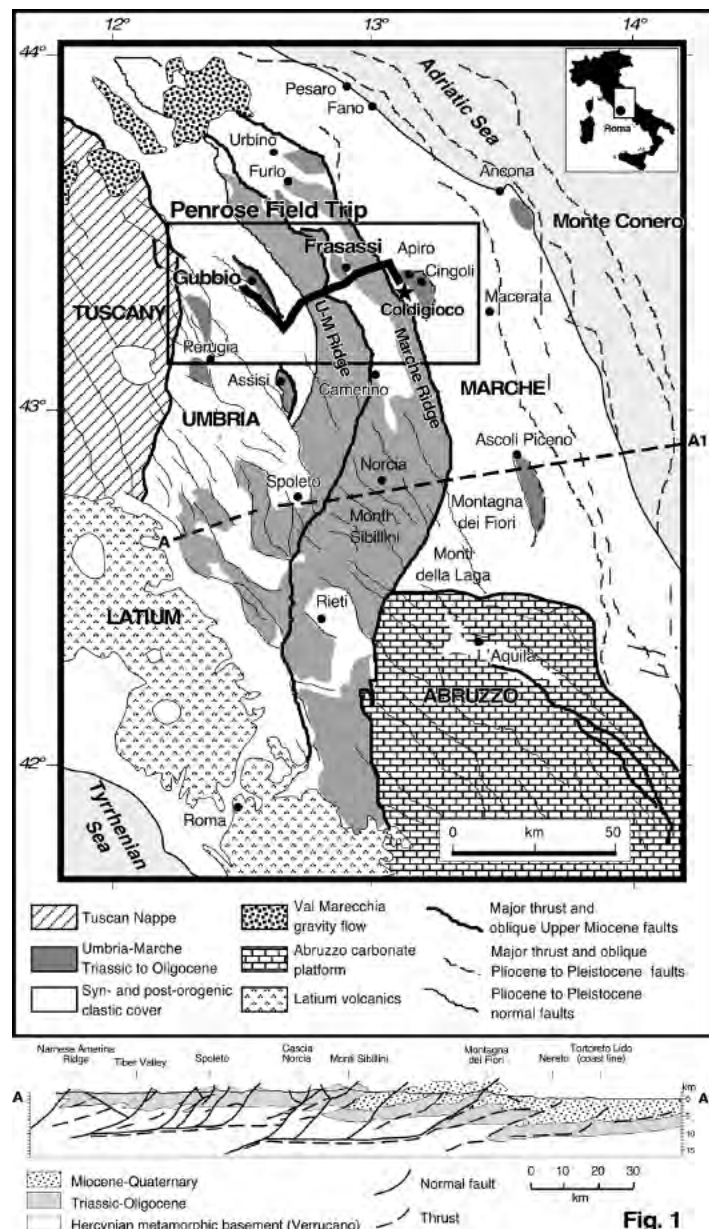 12°
13°
14°
44°
Pesaro
Fano
Adriatic Sea
Roma
Urbino
Furlo
Ancona
Penrose Field Trip
Monte Conero
Frasassi
Apiro
Cingoli
Gubbio
Coldigioco
Macerata
TUSCANY
U-M Ridge
Marche Ridge
Perugia
Assisi
Camerino
MARCHE
43°
UMBRIA
Ascoli Piceno
A1
Norcia
Spoleto
Monti
Sibillini
Montagna
dei Fiori
A
Monti
della Laga
LATIUM
Rieti
L'Aquila
ABRUZZO
42°
Roma
Tyrrhenian
Sea
0 km 50
Tuscan Nappe
Umbria-Marche
Triassic to Oligocene
Syn- and post-orogenic
clastic cover
Val Marecchia
gravity flow
Abruzzo carbonate
platform
Latium volcanics
Major thrust and
oblique Upper Miocene faults
Major thrust and oblique
Pliocene to Pleistocene faults
Pliocene to Pleistocene
normal faults
Narnese Amerina
Ridge
Tiber Valley
Spoleto
Cascia
Norcia
Monti Sibillini
Montagna
dei Fiori
Nereto
Tortoreto Lido
(coast line)
A
km
0
5
10
15
A
Miocene-Quaternary
Triassic-Oligocene
Hercynian metamorphic basement (Verrucano)
Normal fault
Thrust
0 10 20 30
km
Fig. 1